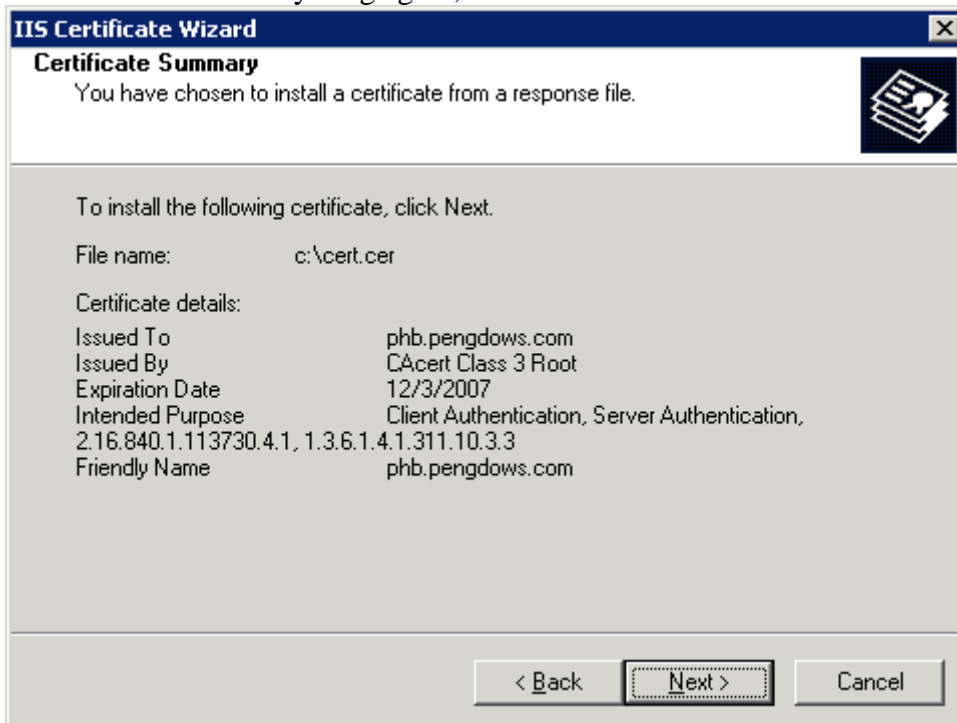 IIS Certificate Wizard
Certificate Summary
You have chosen to install a certificate from a response file.
To install the following certificate, click Next.
File name: c:\cert.cer
Certificate details:
Issued To phb.pengdows.com
Issued By CAcert Class 3 Root
Expiration Date 12/3/2007
Intended Purpose Client Authentication, Server Authentication,
2.16.840.1.113730.4.1, 1.3.6.1.4.1.311.10.3.3
Friendly Name phb.pengdows.com
< Back Next > Cancel